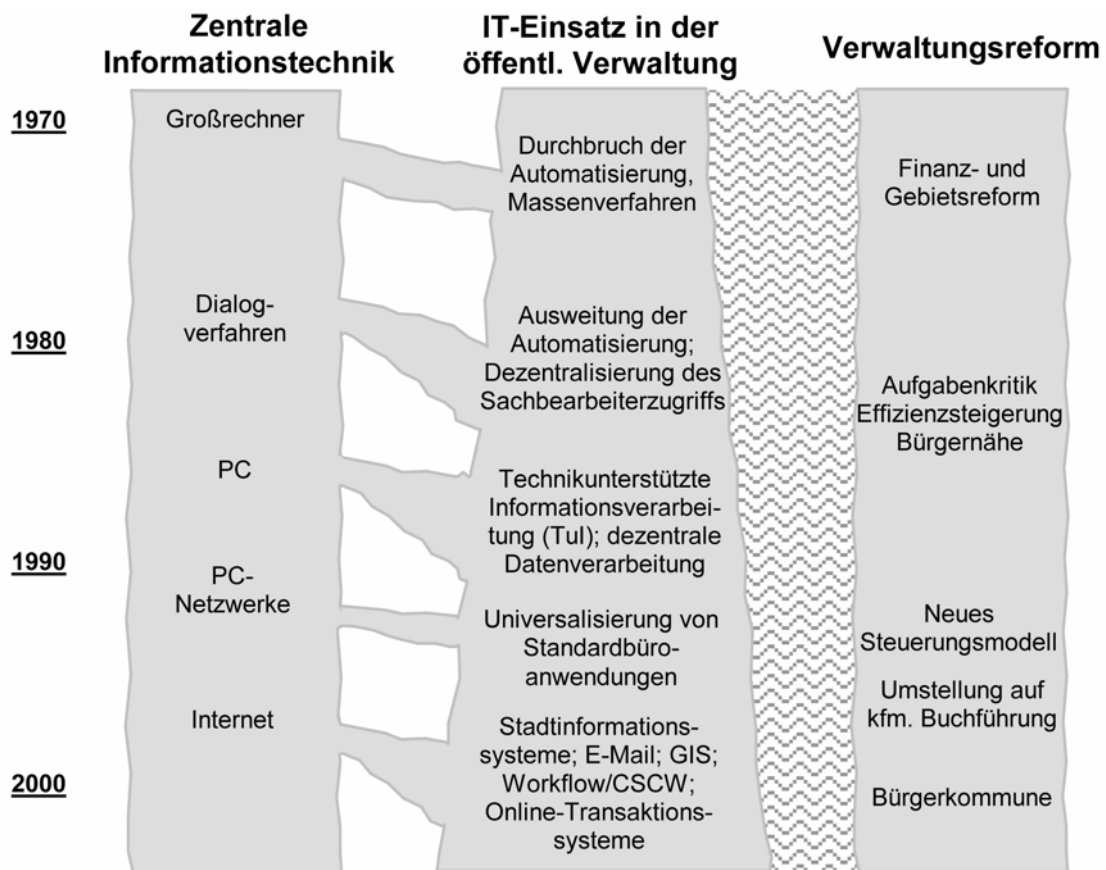 Zentrale
Informationstechnik
IT-Einsatz in der
öffentl. Verwaltung
Verwaltungsreform
1970
1980
1990
2000
Großrechner
Dialog-
verfahren
PC
PC-
Netzwerke
Internet
Durchbruch der
Automatisierung,
Massenverfahren
Ausweitung der
Automatisierung;
Dezentralisierung des
Sachbearbeiterzugriffs
Technikunterstützte
Informationsverarbei-
tung (TuI); dezentrale
Datenverarbeitung
Universalisierung von
Standardbüro-
anwendungen
Stadtinformations-
systeme; E-Mail; GIS;
Workflow/CSCW;
Online-Transaktions-
systeme
Finanz- und
Gebietsreform
Aufgabenkritik
Effizienzsteigerung
Bürgernähe
Neues
Steuerungsmodell
Umstellung auf
kfm. Buchführung
Bürgerkommune